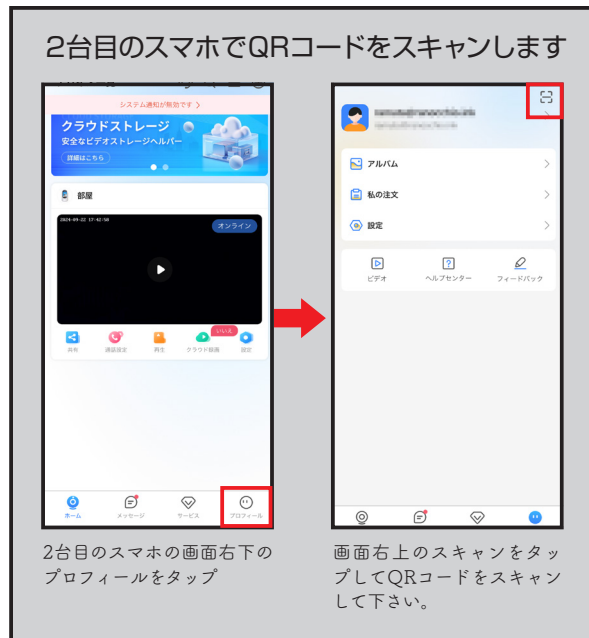 2台目のスマホでQRコードをスキャンします
システム通知が無効です >
クラウドストレージ
安全なビデオストレージヘルパー
詳細はこちら
部屋
2024-09-22 17:42:58
オンライン
いいえ
共有 通話設定 再生 クラウド録画 設定
ホーム メッセージ サービス プロフィール
アルバム
私の注文
設定
ビデオ ヘルプセンター フィードバック
2台目のスマホの画面右下の
プロフィールをタップ
画面右上のスキャンをタッ
プしてQRコードをスキャン
して下さい。